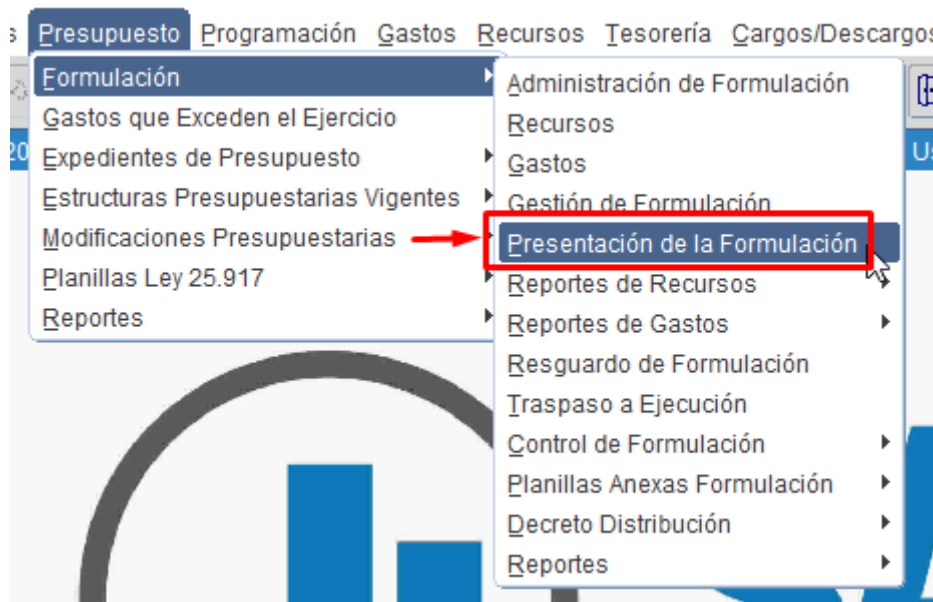 s Presupuesto Programación Gastos Recursos Tesorería Cargos/Descargos
Formulación
Gastos que Exceden el Ejercicio
Expedientes de Presupuesto
Estructuras Presupuestarias Vigentes
Modificaciones Presupuestarias
Planillas Ley 25.917
Reportes
Administración de Formulación
Recursos
Gastos
Gestión de Formulación
Presentación de la Formulación
Reportes de Recursos
Reportes de Gastos
Resguardo de Formulación
Traspaso a Ejecución
Control de Formulación
Planillas Anexas Formulación
Decreto Distribución
Reportes
20
Us